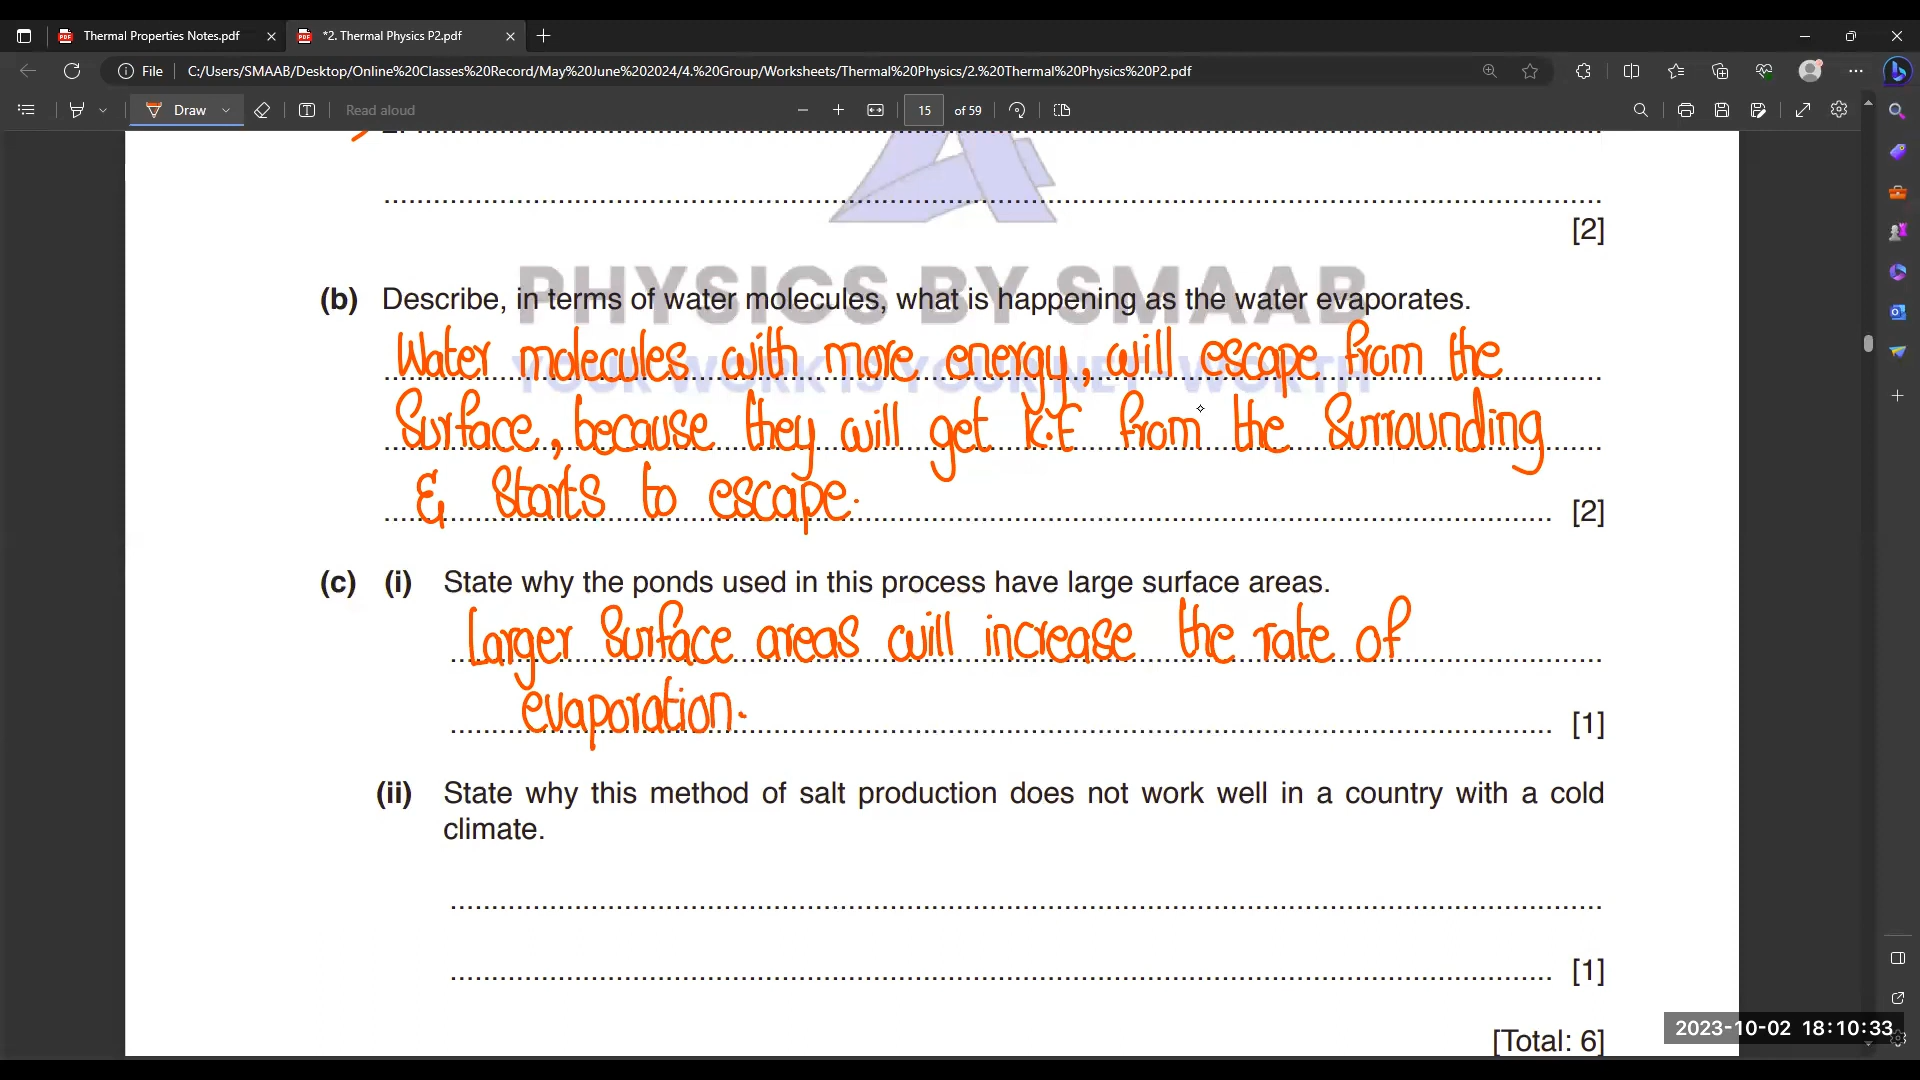 Thermal Properties Notes.pdf
*2. Thermal Physics P2.pdf
File
C:/Users/SMAAB/Desktop/Online%20Classes%20Record/May%20June%202024/4.%20Group/Worksheets/Thermal%20Physics/2.%20Thermal%20Physics%20P2.pdf
Draw
Read aloud
15 of 59
[2]
PHYSICS BY SMAAB
YOUR WORK IS YOUR NET-WORTH
(b) Describe, in terms of water molecules, what is happening as the water evaporates.
Water molecules with more energy, will escape from the
Surface, because they will get K.E from the Surrounding
& Starts to escape.
[2]
(c) (i) State why the ponds used in this process have large surface areas.
Larger Surface areas will increase the rate of
evaporation.
[1]
(ii) State why this method of salt production does not work well in a country with a cold
climate.
[1]
[Total: 6]
2023-10-02 18:10:33